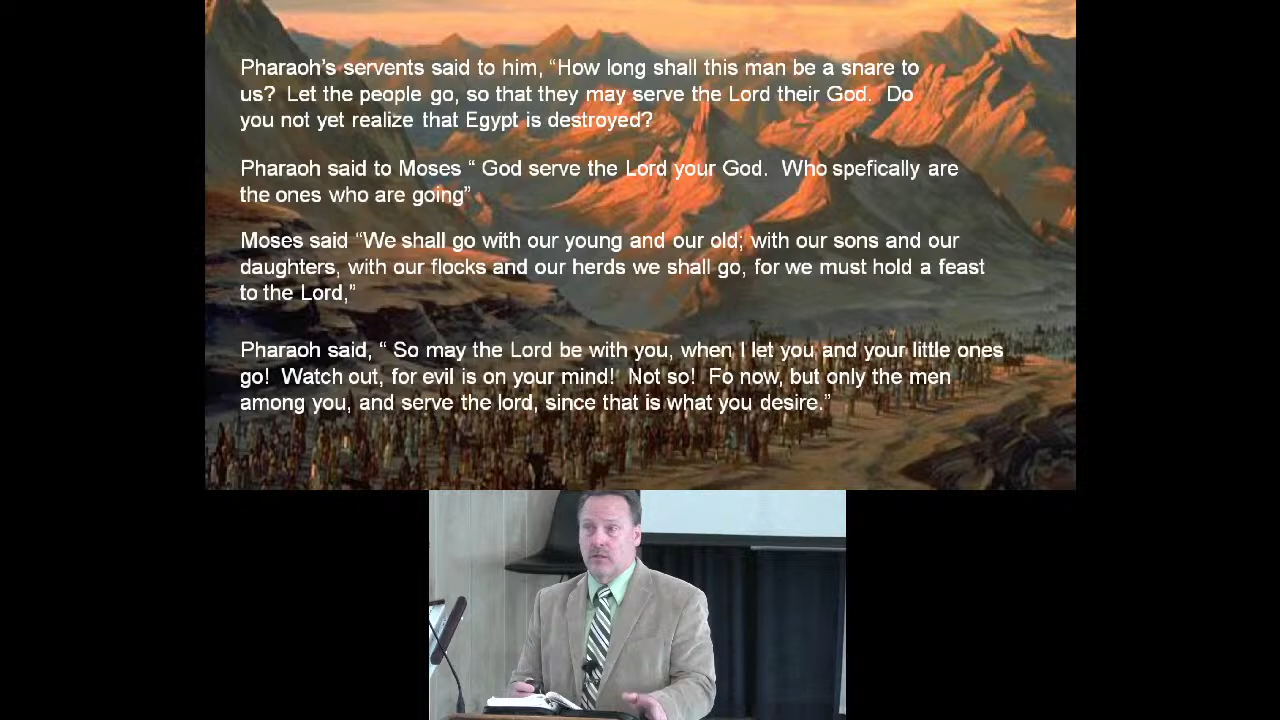 Pharaoh's servents said to him, “How long shall this man be a snare to
us?  Let the people go, so that they may serve the Lord their God.  Do
you not yet realize that Egypt is destroyed?
Pharaoh said to Moses “ God serve the Lord your God.  Who spefically are
the ones who are going”
Moses said “We shall go with our young and our old; with our sons and our
daughters, with our flocks and our herds we shall go, for we must hold a feast
to the Lord,”
Pharaoh said, “ So may the Lord be with you, when I let you and your little ones
go!  Watch out, for evil is on your mind!  Not so!  Fo now, but only the men
among you, and serve the lord, since that is what you desire.”